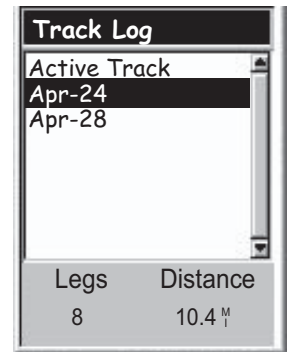 Track Log
Active Track
Apr-24
Apr-28
Legs Distance
8 10.4 MI